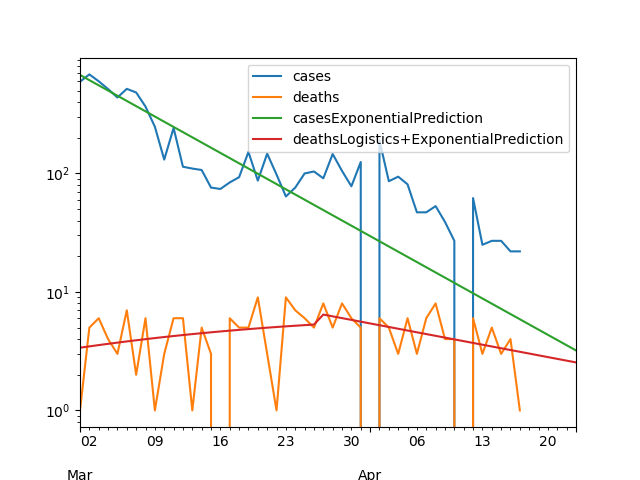 cases
deaths
casesExponentialPrediction
deathsLogistics+ExponentialPrediction
10²
10¹
10⁰
02 09 16 23 30 06 13 20
Mar Apr